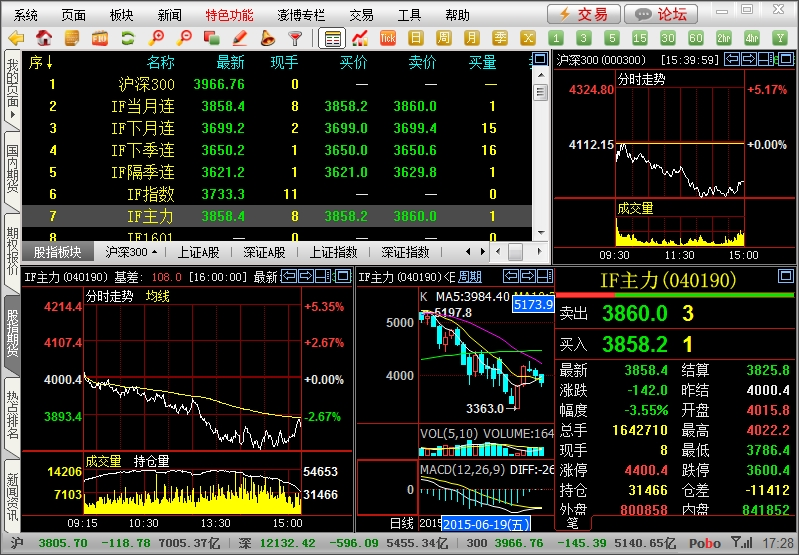 系统 页面 板块 新闻 特色功能 澎博专栏 交易 工具 帮助 交易 论坛
Tick 日 周 月 季 ※ 1 3 5 15 30 60 2hr 4hr Y
我的页面
国内期货
期权报价
股指期货
热点排名
新闻资讯
序↓ 名称 最新 现手 买价 卖价 买量
1 沪深300 3966.76 0 — — —
2 IF当月连 3858.4 8 3858.2 3860.0 1
3 IF下月连 3699.2 2 3699.0 3699.4 15
4 IF下季连 3650.2 1 3650.0 3650.6 16
5 IF隔季连 3621.2 1 3621.0 3629.8 1
6 IF指数 3733.3 11 — — 0
7 IF主力 3858.4 8 3858.2 3860.0 1
8 IF1601 — 0 — — 0
股指板块 沪深300 上证A股 深证A股 上证指数 深证指数
沪深300(000300) [15:39:59]
分时走势
4324.80 +5.17%
4112.15 +0.00%
成交量
09:30 11:30 15:00
IF主力(040190) 基差: 108.0 [16:00:00] 最新
分时走势 均线
4214.4 +5.35%
4107.4 +2.67%
4000.4 +0.00%
3893.4 -2.67%
成交量 持仓量
14206 54653
7103 31466
09:15 10:30 13:30 15:00
IF主力(040190)<E 周期
K MA5:3984.40
5173.9
5197.8
5000
4000
3363.0
VOL(5,10) VOLUME:164
MACD(12,26,9) DIFF:-26
0
日线 2015 2015-06-19(五)
IF主力(040190)
卖出 3860.0 3
买入 3858.2 1
最新 3858.4 结算 3825.8
涨跌 -142.0 昨结 4000.4
幅度 -3.55% 开盘 4015.8
总手 1642710 最高 4022.2
现手 8 最低 3786.4
涨停 4400.4 跌停 3600.4
持仓 31466 仓差 -11412
外盘 800858 内盘 841852
笔
沪 3805.70 -118.78 7005.37亿 深 12132.42 -596.09 5455.34亿 300 3966.76 -145.39 5140.65亿 Pobo 17:28